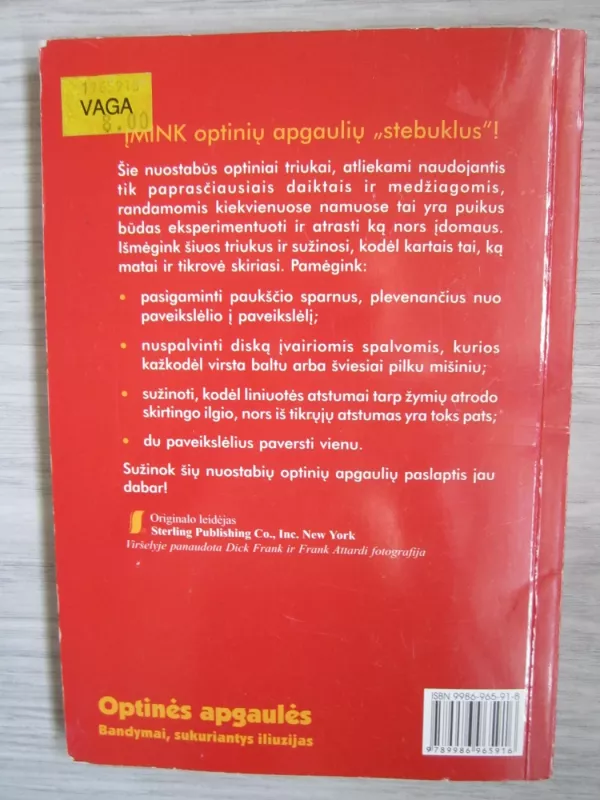 VAGA
8.00
ĮMINK optinių apgaulių „stebuklus"!
Šie nuostabūs optiniai triukai, atliekami naudojantis
tik paprasčiausiais daiktais ir medžiagomis,
randamomis kiekvienuose namuose tai yra puikus
būdas eksperimentuoti ir atrasti ką nors įdomaus.
Išmėgink šiuos triukus ir sužinosi, kodėl kartais tai, ką
matai ir tikrovė skiriasi. Pamėgink:
• pasigaminti paukščio sparnus, plevenančius nuo
paveikslėlio į paveikslėlį;
• nuspalvinti diską įvairiomis spalvomis, kurios
kažkodėl virsta baltu arba šviesiai pilku mišiniu;
• sužinoti, kodėl liniuotės atstumai tarp žymių atrodo
skirtingo ilgio, nors iš tikrųjų atstumas yra toks pats;
• du paveikslėlius paversti vienu.
Sužinok šių nuostabių optinių apgaulių paslaptis jau
dabar!
Originalo leidėjas
Sterling Publishing Co., Inc. New York
Viršelyje panaudota Dick Frank ir Frank Attardi fotografija
Optinės apgaulės
Bandymai, sukuriantys iliuzijas
ISBN 9986-965-91-8
9 789986 965916